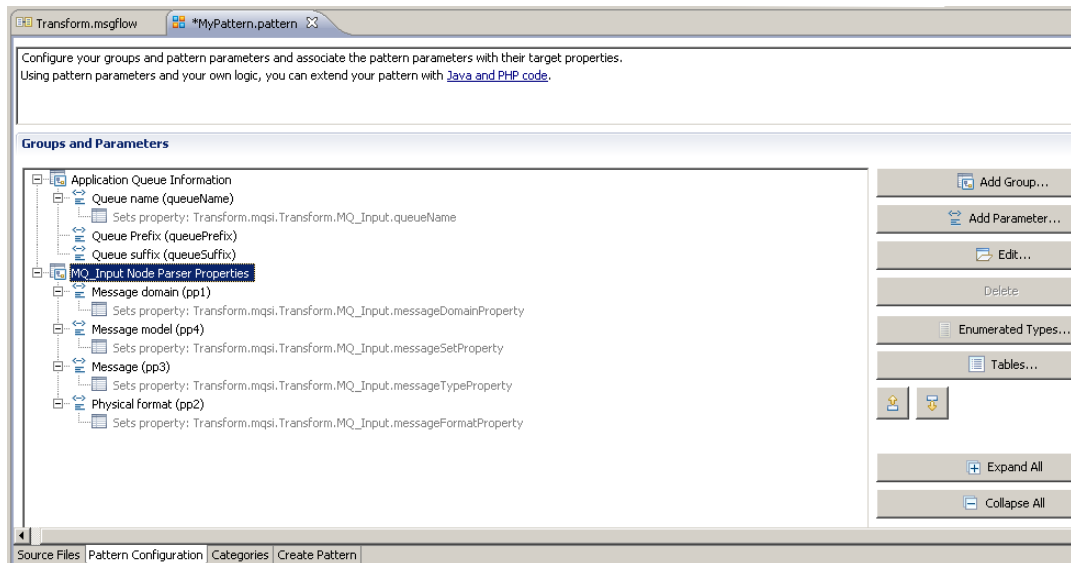 Transform.msgflow
*MyPattern.pattern
Configure your groups and pattern parameters and associate the pattern parameters with their target properties.
Using pattern parameters and your own logic, you can extend your pattern with Java and PHP code.
Groups and Parameters
Application Queue Information
Queue name (queueName)
Sets property: Transform.mqsi.Transform.MQ_Input.queueName
Queue Prefix (queuePrefix)
Queue suffix (queueSuffix)
MQ_Input Node Parser Properties
Message domain (pp1)
Sets property: Transform.mqsi.Transform.MQ_Input.messageDomainProperty
Message model (pp4)
Sets property: Transform.mqsi.Transform.MQ_Input.messageSetProperty
Message (pp3)
Sets property: Transform.mqsi.Transform.MQ_Input.messageTypeProperty
Physical format (pp2)
Sets property: Transform.mqsi.Transform.MQ_Input.messageFormatProperty
Add Group...
Add Parameter...
Edit...
Delete
Enumerated Types...
Tables...
Expand All
Collapse All
Source Files Pattern Configuration Categories Create Pattern